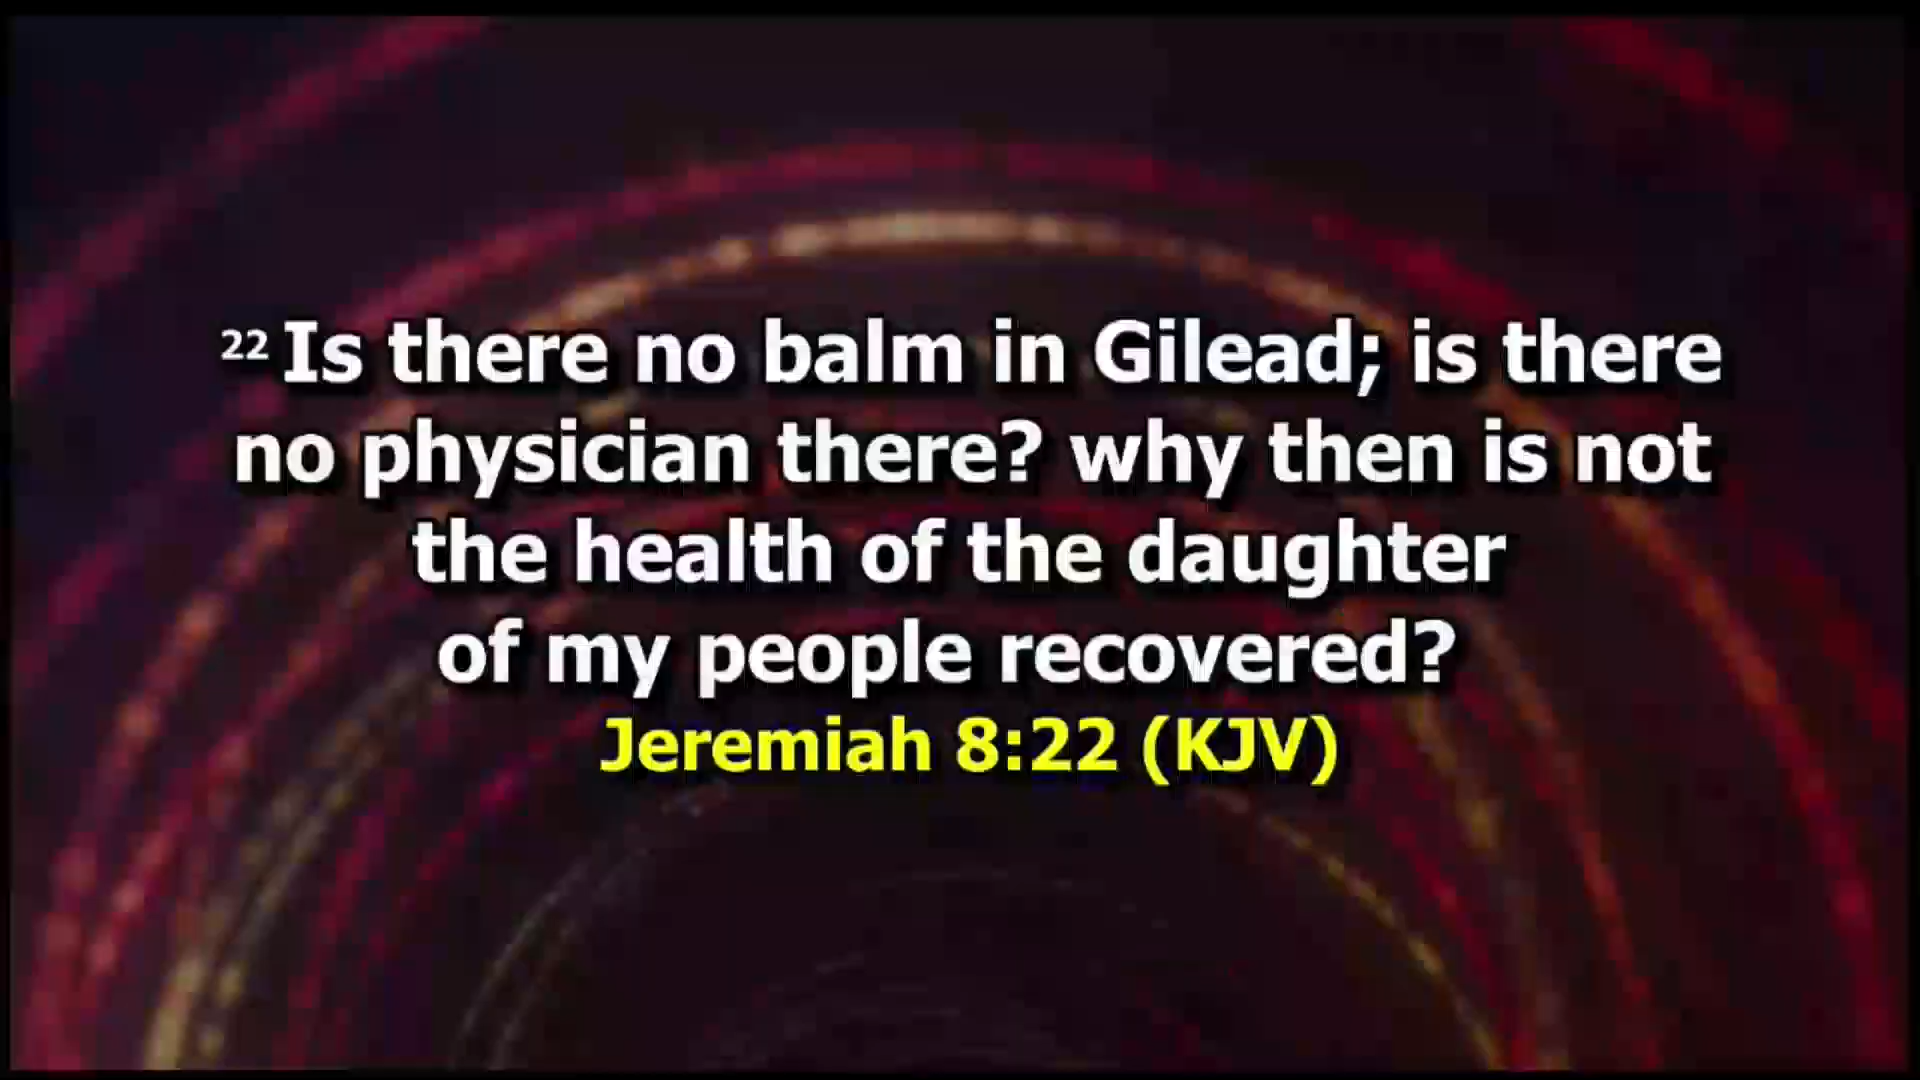 22 Is there no balm in Gilead; is there
no physician there? why then is not
the health of the daughter
of my people recovered?
Jeremiah 8:22 (KJV)